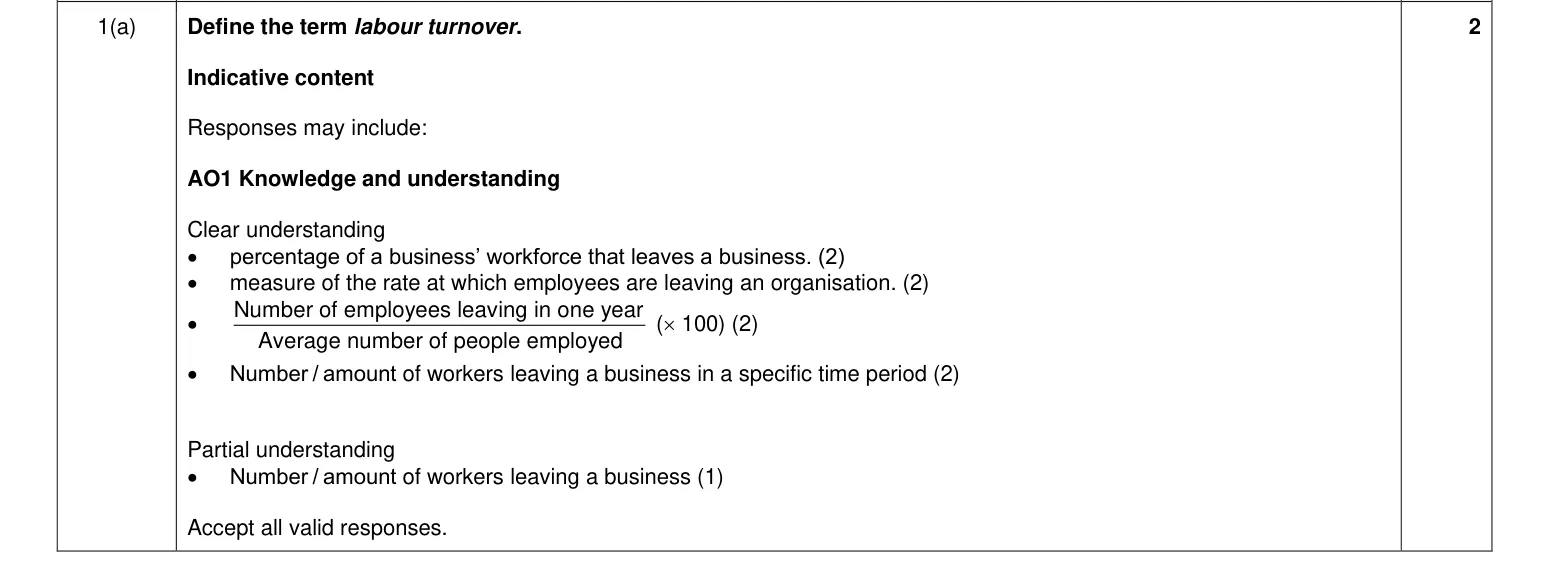 1(a) Define the term labour turnover. 2
Indicative content
Responses may include:
AO1 Knowledge and understanding
Clear understanding
• percentage of a business’ workforce that leaves a business. (2)
• measure of the rate at which employees are leaving an organisation. (2)
• Number of employees leaving in one year
Average number of people employed (× 100) (2)
• Number / amount of workers leaving a business in a specific time period (2)
Partial understanding
• Number / amount of workers leaving a business (1)
Accept all valid responses.